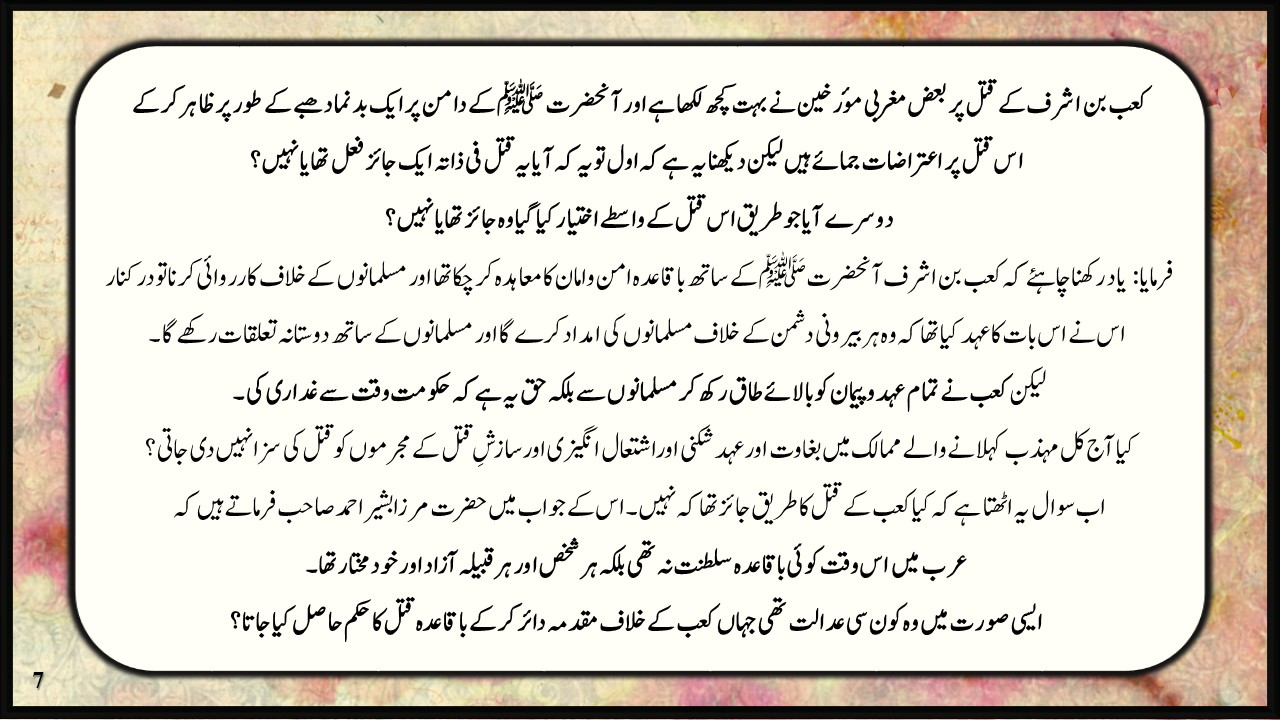 کعب بن اشرف کے قتل پر بعض مغربی مؤرخین نے بہت کچھ لکھا ہے اور آنحضرت ﷺ کے دامن پر ایک بدنما دھبے کے طور پر ظاہر کر کے
اس قتل پر اعتراضات جمائے ہیں لیکن دیکھنا یہ ہے کہ اول تو یہ کہ آیا یہ قتل فی ذاتہ ایک جائز فعل تھا یا نہیں؟
دوسرے آیا جو طریق اس قتل کے واسطے اختیار کیا گیا وہ جائز تھا یا نہیں؟
فرمایا: یاد رکھنا چاہئے کہ کعب بن اشرف آنحضرت ﷺ کے ساتھ باقاعدہ امن وامان کا معاہدہ کر چکا تھا اور مسلمانوں کے خلاف کارروائی کرنا تو درکنار
اس نے اس بات کا عہد کیا تھا کہ وہ ہر بیرونی دشمن کے خلاف مسلمانوں کی امداد کرے گا اور مسلمانوں کے ساتھ دوستانہ تعلقات رکھے گا۔
لیکن کعب نے تمام عہد و پیمان کو بالائے طاق رکھ کر مسلمانوں سے بلکہ حق یہ ہے کہ حکومت وقت سے غداری کی۔
کیا آج کل مہذب کہلانے والے ممالک میں بغاوت اور عہد شکنی اور اشتعال انگیزی اور سازشِ قتل کے مجرموں کو قتل کی سزا نہیں دی جاتی؟
اب سوال یہ اٹھتا ہے کہ کیا کعب کے قتل کا طریق جائز تھا کہ نہیں۔ اس کے جواب میں حضرت مرزا بشیر احمد صاحب فرماتے ہیں کہ
عرب میں اس وقت کوئی باقاعدہ سلطنت نہ تھی بلکہ ہر شخص اور ہر قبیلہ آزاد اور خود مختار تھا۔
ایسی صورت میں وہ کون سی عدالت تھی جہاں کعب کے خلاف مقدمہ دائر کر کے باقاعدہ قتل کا حکم حاصل کیا جاتا؟
7